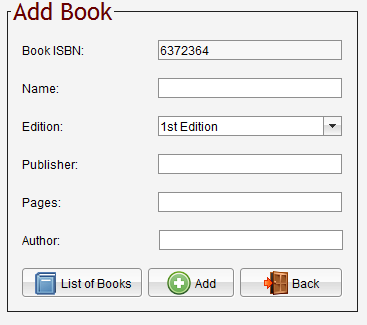 Add Book
Book ISBN: 6372364
Name:
Edition: 1st Edition
Publisher:
Pages:
Author:
List of Books Add Back